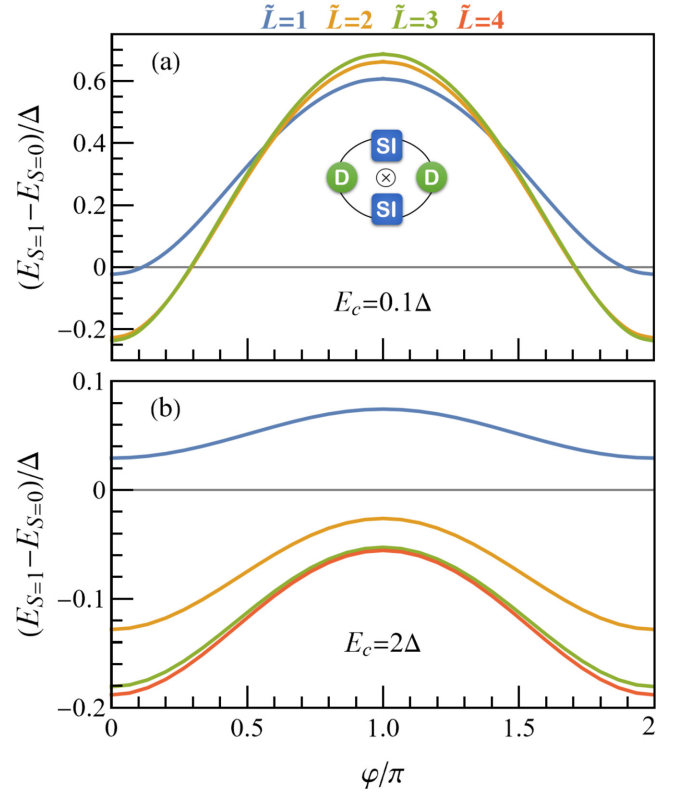 L̃=1 L̃=2 L̃=3 L̃=4
(a)
(E_{S=1}−E_{S=0})/Δ
0.6
0.4
0.2
0
−0.2
SI
D ⊗ D
SI
E_c=0.1Δ
(b)
(E_{S=1}−E_{S=0})/Δ
0.1
0
−0.1
−0.2
E_c=2Δ
0 0.5 1.0 1.5 2
φ/π